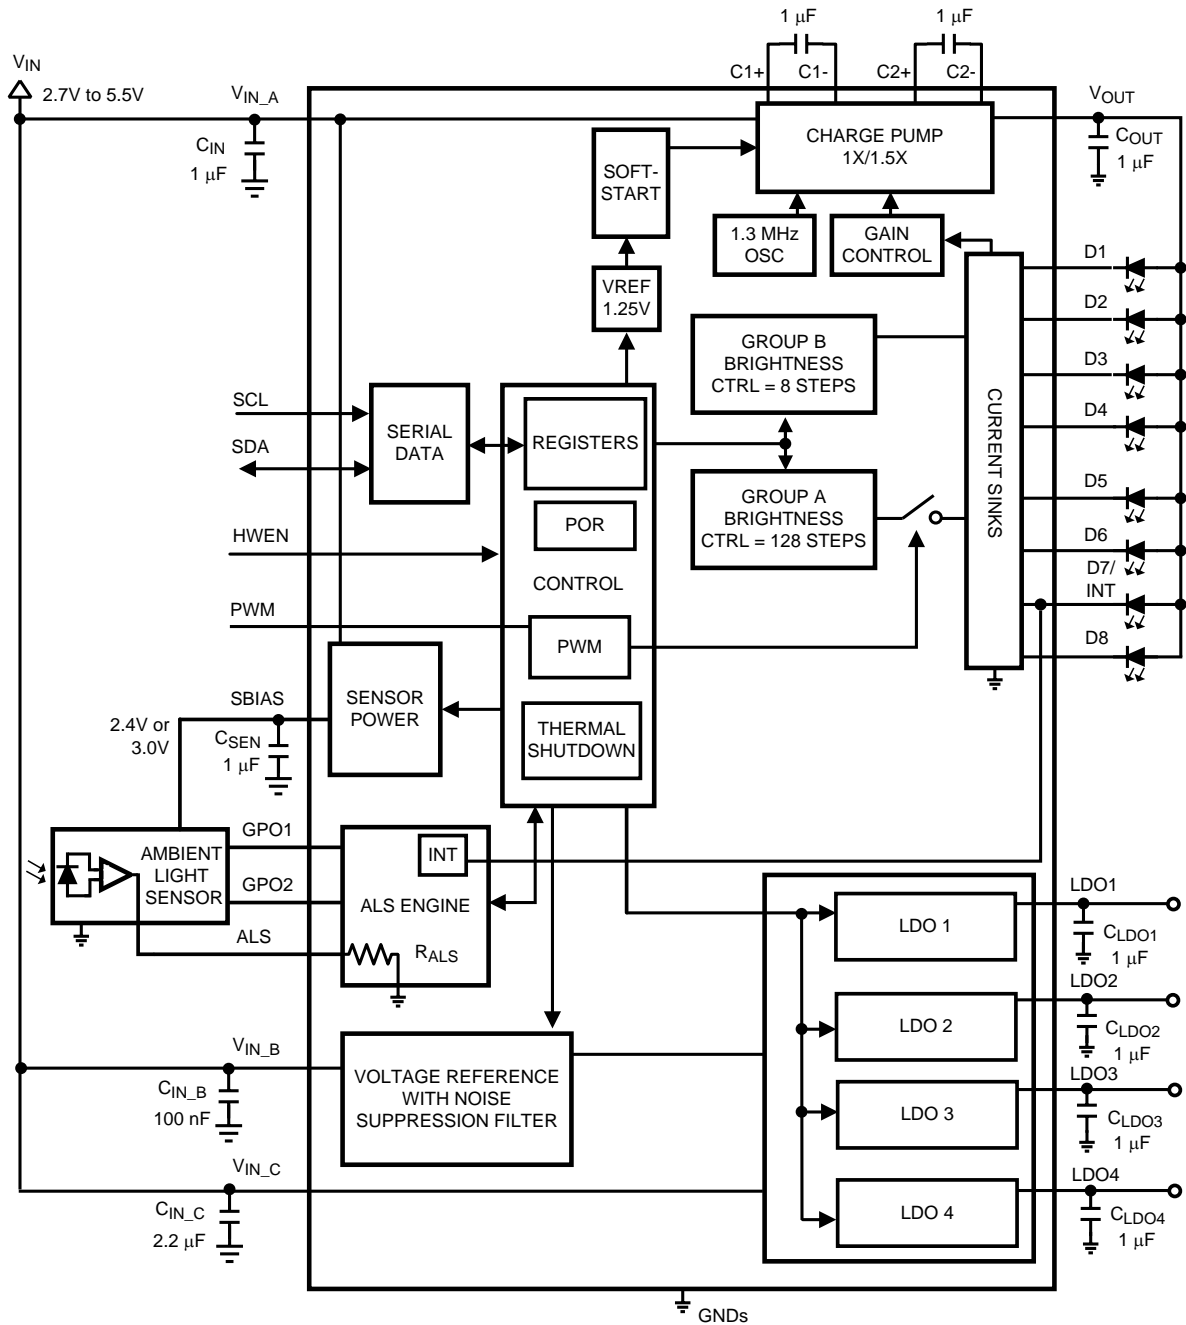 1 μF
1 μF
VIN
2.7V to 5.5V
VIN_A
C1+
C1-
C2+
C2-
VOUT
CIN
1 μF
SOFT-
START
CHARGE PUMP
1X/1.5X
COUT
1 μF
1.3 MHz
OSC
GAIN
CONTROL
VREF
1.25V
D1
D2
D3
D4
D5
D6
D7/
INT
D8
GROUP B
BRIGHTNESS
CTRL = 8 STEPS
CURRENT SINKS
SCL
SDA
SERIAL
DATA
REGISTERS
GROUP A
BRIGHTNESS
CTRL = 128 STEPS
POR
HWEN
CONTROL
PWM
PWM
SBIAS
SENSOR
POWER
THERMAL
SHUTDOWN
2.4V or
3.0V
CSEN
1 μF
GPO1
AMBIENT
LIGHT
SENSOR
GPO2
INT
ALS ENGINE
ALS
RALS
LDO 1
LDO1
CLDO1
1 μF
LDO 2
LDO2
CLDO2
1 μF
VIN_B
CIN_B
100 nF
VOLTAGE REFERENCE
WITH NOISE
SUPPRESSION FILTER
LDO 3
LDO3
CLDO3
1 μF
VIN_C
CIN_C
2.2 μF
LDO 4
LDO4
CLDO4
1 μF
GNDs